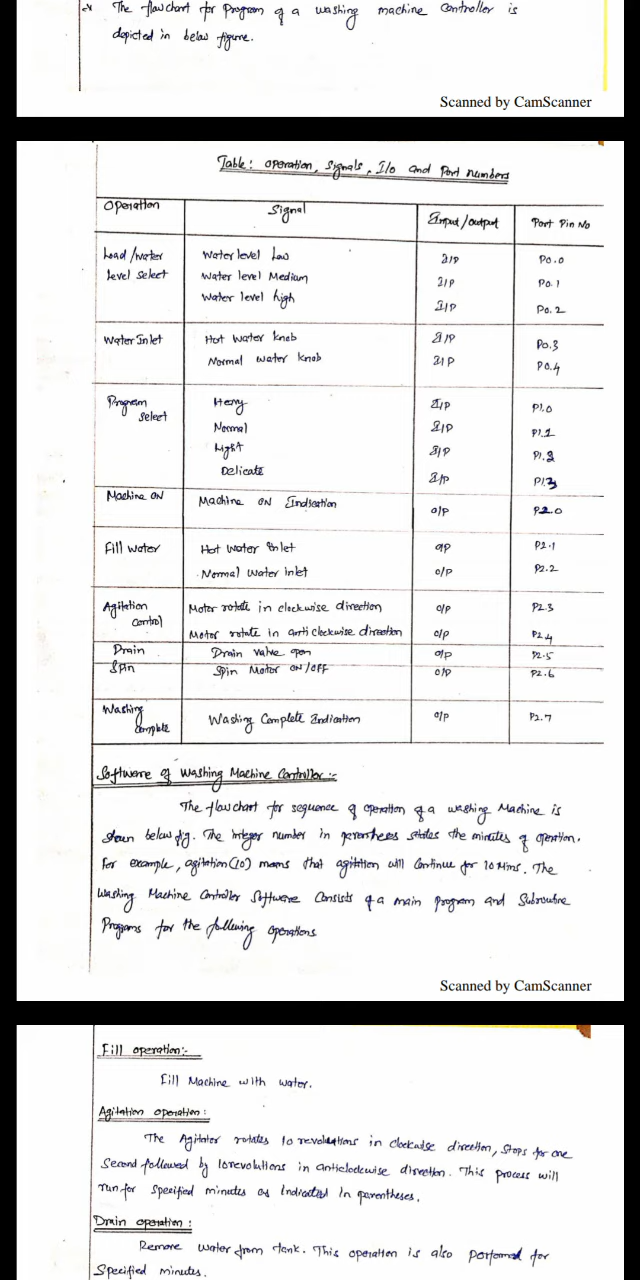 * The flowchart for Program of a washing machine Controller is
depicted in below figure.
Scanned by CamScanner
Table: operation, signals, I/o and Port numbers
Operation Signal Input/output Port Pin No
Load/water level select Water level Low I/P P0.0
Water level Medium I/P P0.1
Water level high I/P P0.2
Water Inlet Hot Water knob I/P P0.3
Normal water knob I/P P0.4
Program select Heavy I/P P1.0
Normal I/P P1.1
Light I/P P1.2
Delicate I/P P1.3
Machine ON Machine ON Indication o/p P2.0
Fill water Hot Water Inlet o/p P2.1
Normal Water inlet o/p P2.2
Agitation control Motor rotate in clockwise direction o/p P2.3
Motor rotate in anti clockwise direction o/p P2.4
Drain Drain valve open o/p P2.5
Spin Spin Motor ON/OFF o/p P2.6
Washing complete Washing Complete Indication o/p P2.7
Software of Washing Machine Controller :-
The flowchart for sequence of operation of a washing Machine is
shown below fig. The integer number in parentheses states the minutes of operation.
For example, agitation(10) means that agitation will Continue for 10 Mins. The
Washing Machine Controller Software Consists of a main program and Subroutine
Programs for the following operations
Scanned by CamScanner
Fill operation:-
Fill Machine with water.
Agitation operation:
The Agitator rotates 10 revolutions in clockwise direction, stops for one
Second followed by 10 revolutions in anticlockwise direction. This process will
run for specified minutes as Indicated In parentheses.
Drain operation:
Remove water from tank. This operation is also performed for
Specified minutes.